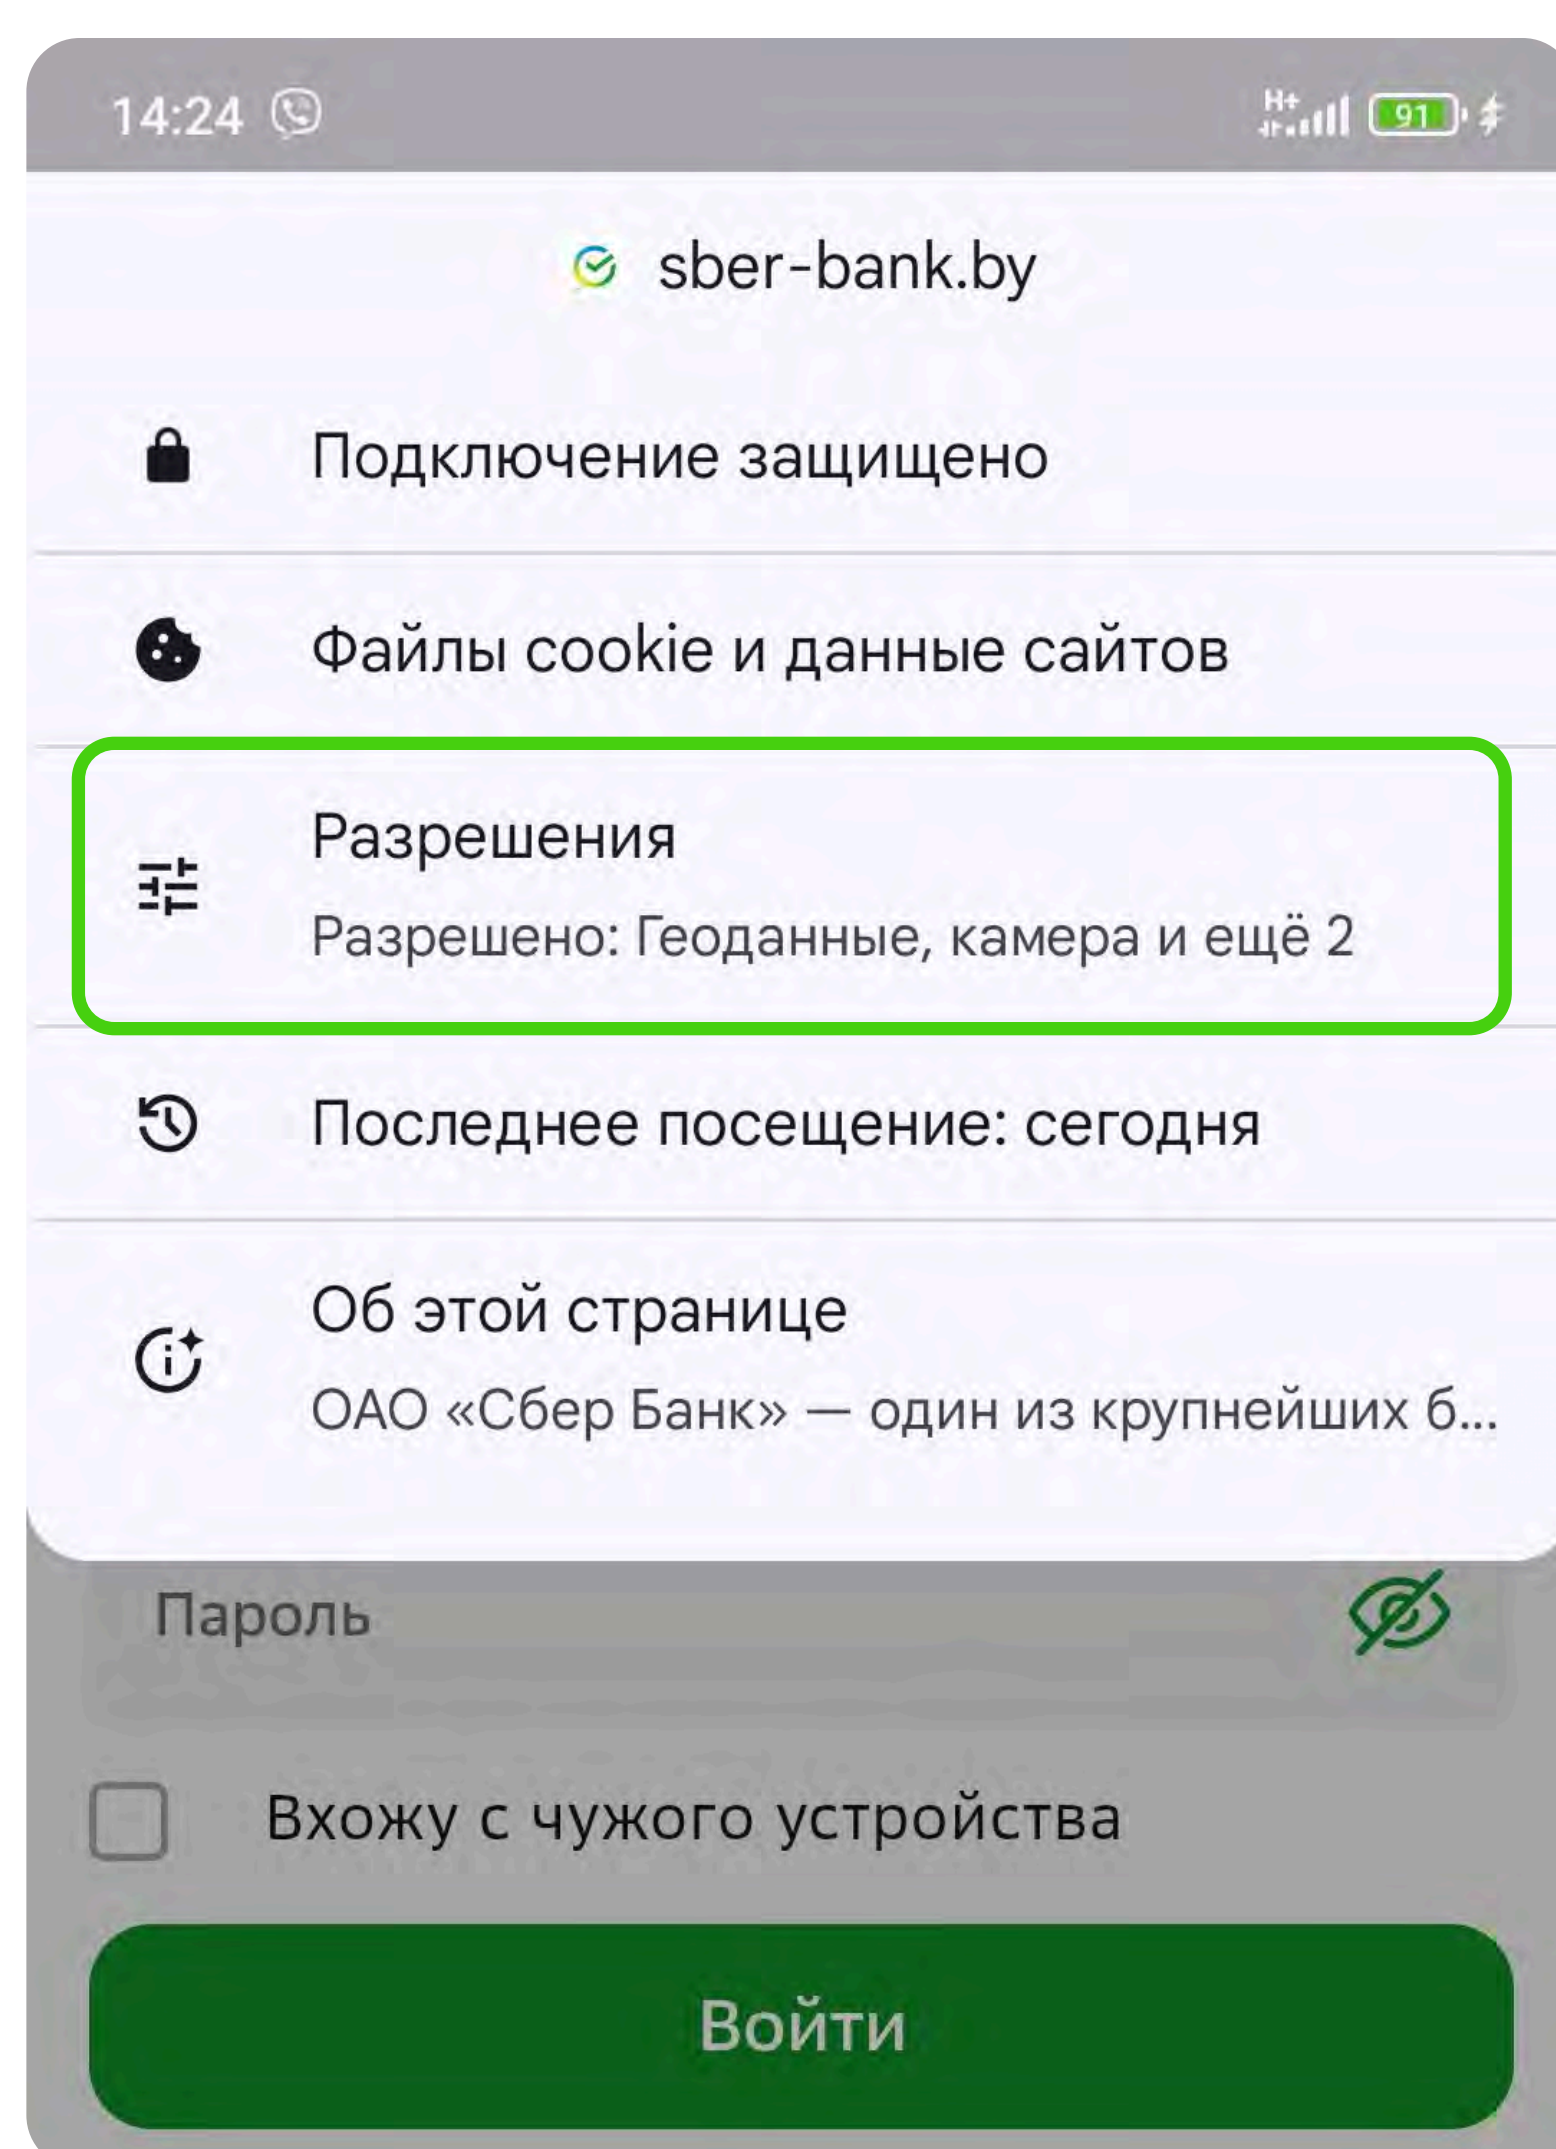 14:24
H+
91
sber-bank.by
Подключение защищено
Файлы cookie и данные сайтов
Разрешения
Разрешено: Геоданные, камера и ещё 2
Последнее посещение: сегодня
Об этой странице
ОАО «Сбер Банк» — один из крупнейших б...
Пароль
Вхожу с чужого устройства
Войти